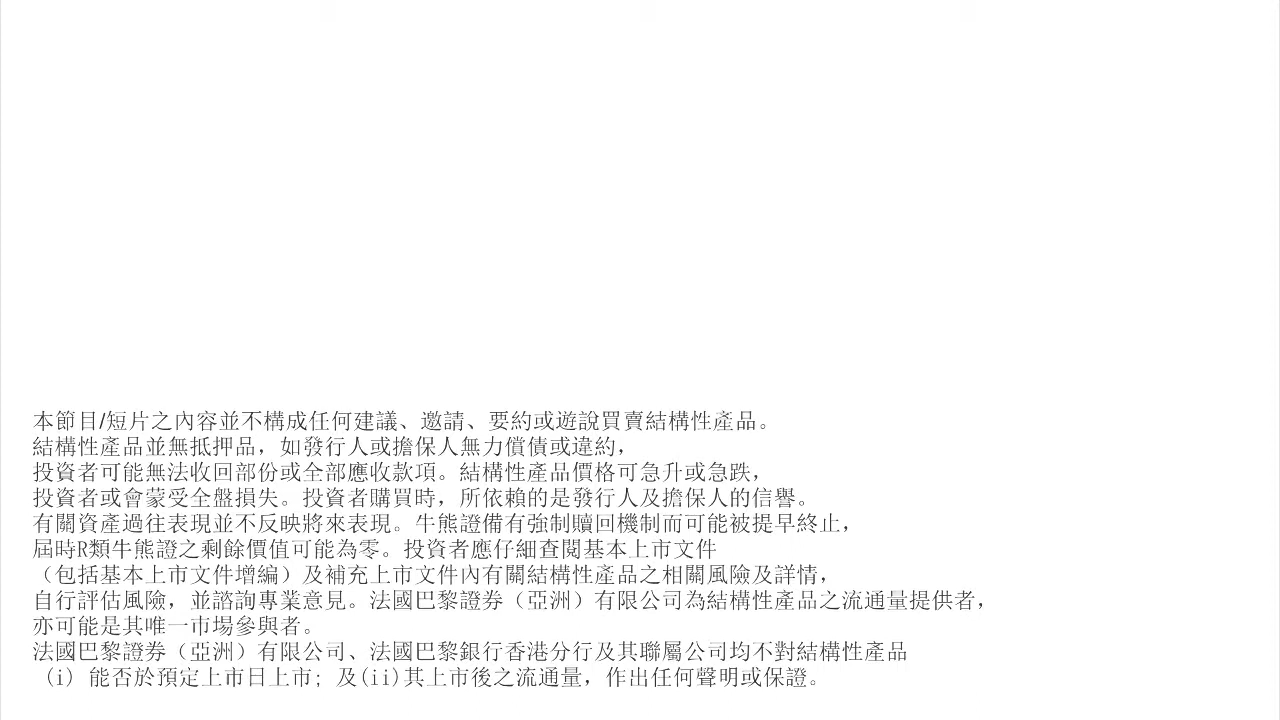 本節目/短片之內容並不構成任何建議、邀請、要約或遊說買賣結構性產品。
結構性產品並無抵押品，如發行人或擔保人無力償債或違約，
投資者可能無法收回部份或全部應收款項。結構性產品價格可急升或急跌，
投資者或會蒙受全盤損失。投資者購買時，所依賴的是發行人及擔保人的信譽。
有關資產過往表現並不反映將來表現。牛熊證備有強制贖回機制而可能被提早終止，
屆時R類牛熊證之剩餘價值可能為零。投資者應仔細查閱基本上市文件
（包括基本上市文件增編）及補充上市文件內有關結構性產品之相關風險及詳情，
自行評估風險，並諮詢專業意見。法國巴黎證券（亞洲）有限公司為結構性產品之流通量提供者，
亦可能是其唯一市場參與者。
法國巴黎證券（亞洲）有限公司、法國巴黎銀行香港分行及其聯屬公司均不對結構性產品
(i) 能否於預定上市日上市; 及(ii)其上市後之流通量，作出任何聲明或保證。